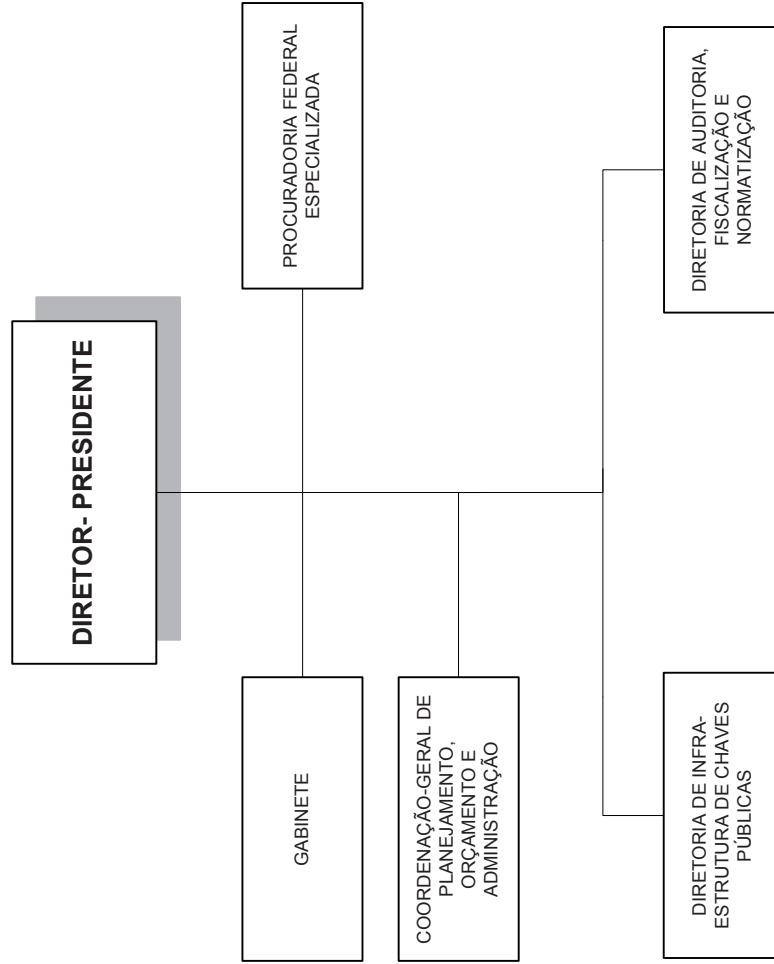 DIRETOR- PRESIDENTE
GABINETE
PROCURADORIA FEDERAL
ESPECIALIZADA
COORDENAÇÃO-GERAL DE
PLANEJAMENTO,
ORÇAMENTO E
ADMINISTRAÇÃO
DIRETORIA DE INFRA-
ESTRUTURA DE CHAVES
PÚBLICAS
DIRETORIA DE AUDITORIA,
FISCALIZAÇÃO E
NORMATIZAÇÃO